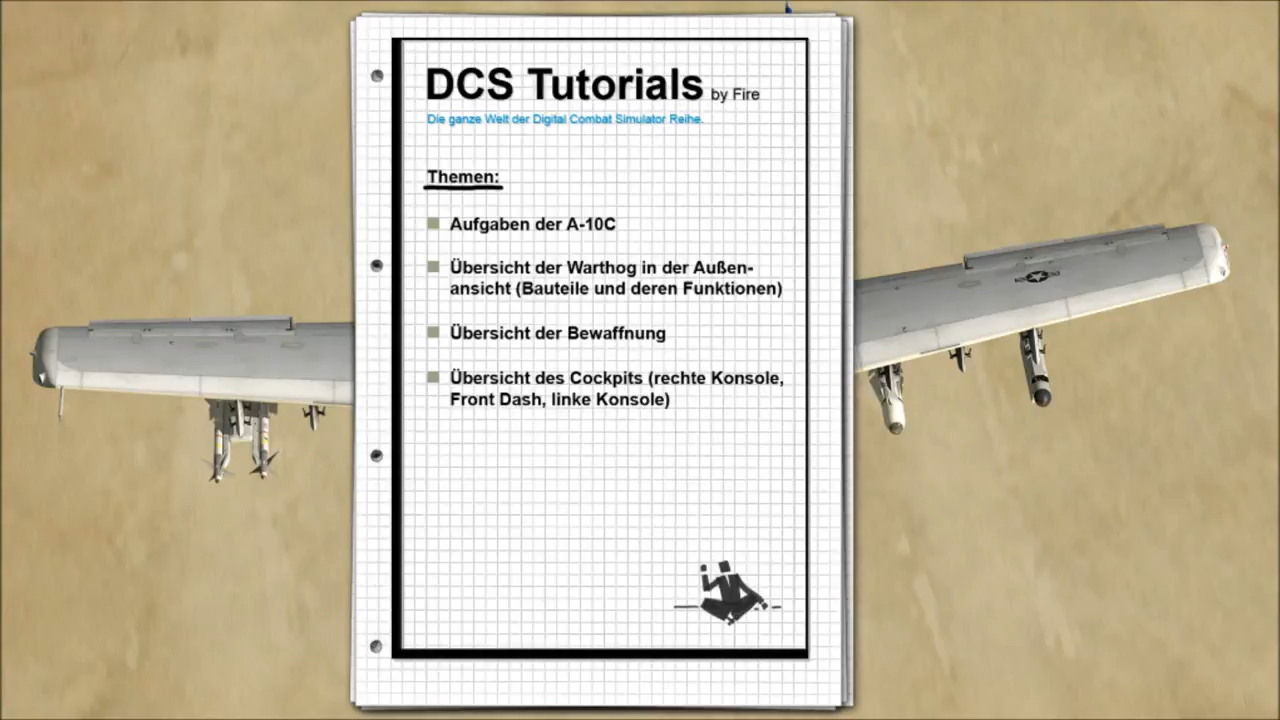 DCS Tutorials by Fire
Die ganze Welt der Digital Combat Simulator Reihe.
Themen:
Aufgaben der A-10C
Übersicht der Warthog in der Außen-
ansicht (Bauteile und deren Funktionen)
Übersicht der Bewaffnung
Übersicht des Cockpits (rechte Konsole,
Front Dash, linke Konsole)